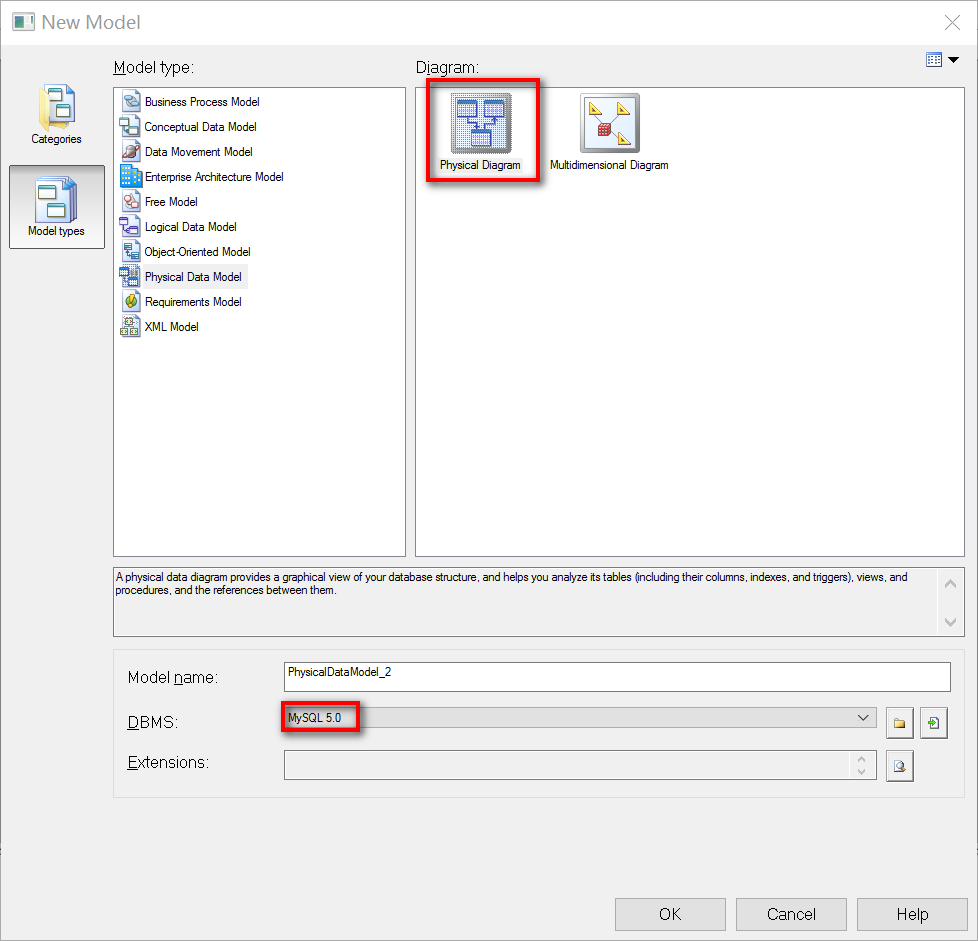 New Model
Model type:
Diagram:
Categories
Model types
Business Process Model
Conceptual Data Model
Data Movement Model
Enterprise Architecture Model
Free Model
Logical Data Model
Object-Oriented Model
Physical Data Model
Requirements Model
XML Model
Physical Diagram
Multidimensional Diagram
A physical data diagram provides a graphical view of your database structure, and helps you analyze its tables (including their columns, indexes, and triggers), views, and
procedures, and the references between them.
Model name:
PhysicalDataModel_2
DBMS:
MySQL 5.0
Extensions:
OK
Cancel
Help